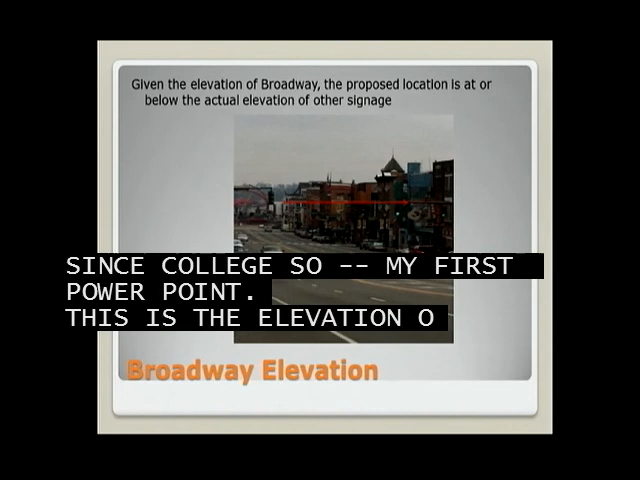 Given the elevation of Broadway, the proposed location is at or
below the actual elevation of other signage
SINCE COLLEGE SO -- MY FIRST
POWER POINT.
THIS IS THE ELEVATION O
Broadway Elevation